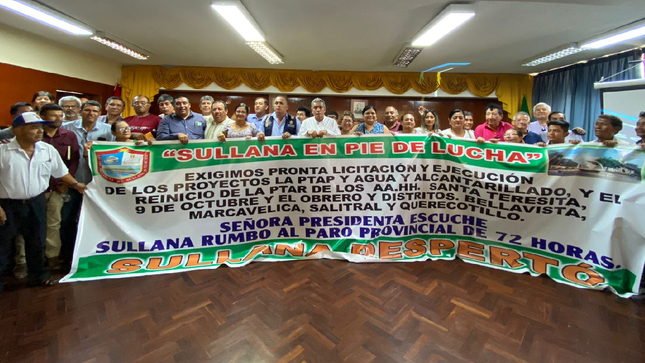 "SULLANA EN PIE DE LUCHA"
EXIGIMOS PRONTA LICITACIÓN Y EJECUCIÓN
DE LOS PROYECTOS LA PTAP Y AGUA Y ALCANTARILLADO, Y EL
REINICIO DE LA PTAR DE LOS AA.HH. SANTA TERESITA,
9 DE OCTUBRE Y EL OBRERO Y DISTRITOS. BELLAVISTA,
MARCAVELICA, SALITRAL Y QUERECOTILLO.
SEÑORA PRESIDENTA ESCUCHE
SULLANA RUMBO AL PARO PROVINCIAL DE 72 HORAS,
SULLANA DESPERTO